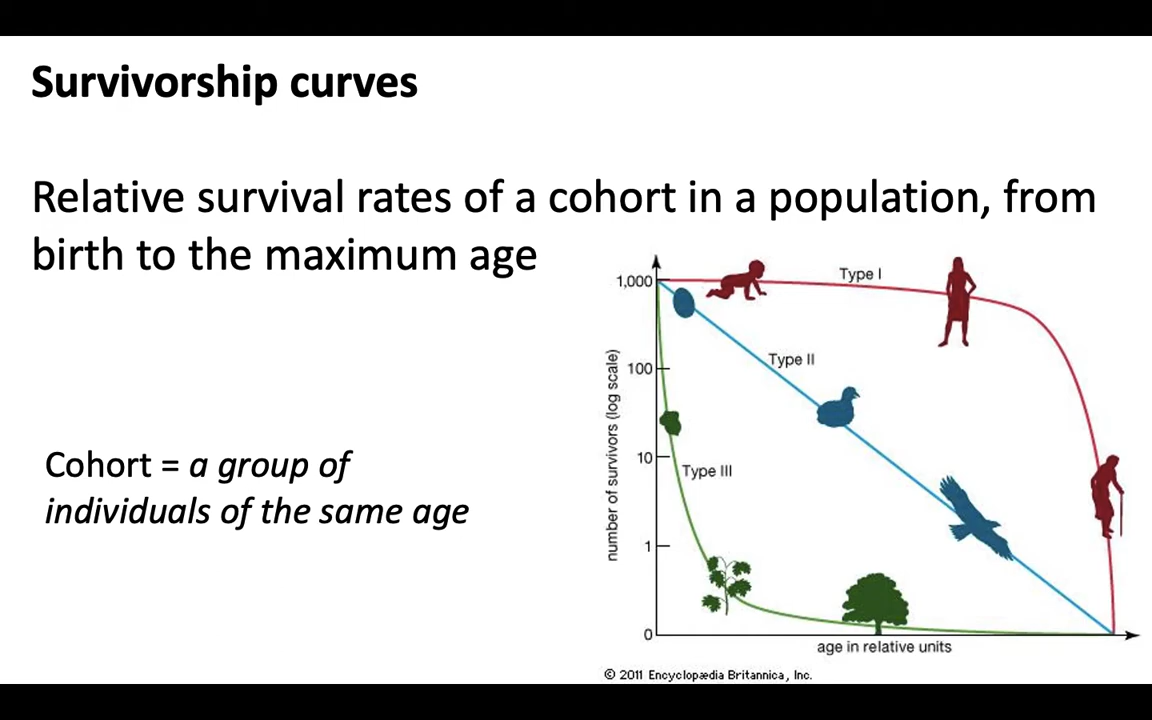 Survivorship curves
Relative survival rates of a cohort in a population, from
birth to the maximum age
Cohort = a group of
individuals of the same age
number of survivors (log scale)
1,000
100
10
1
0
Type I
Type II
Type III
age in relative units
© 2011 Encyclopædia Britannica, Inc.